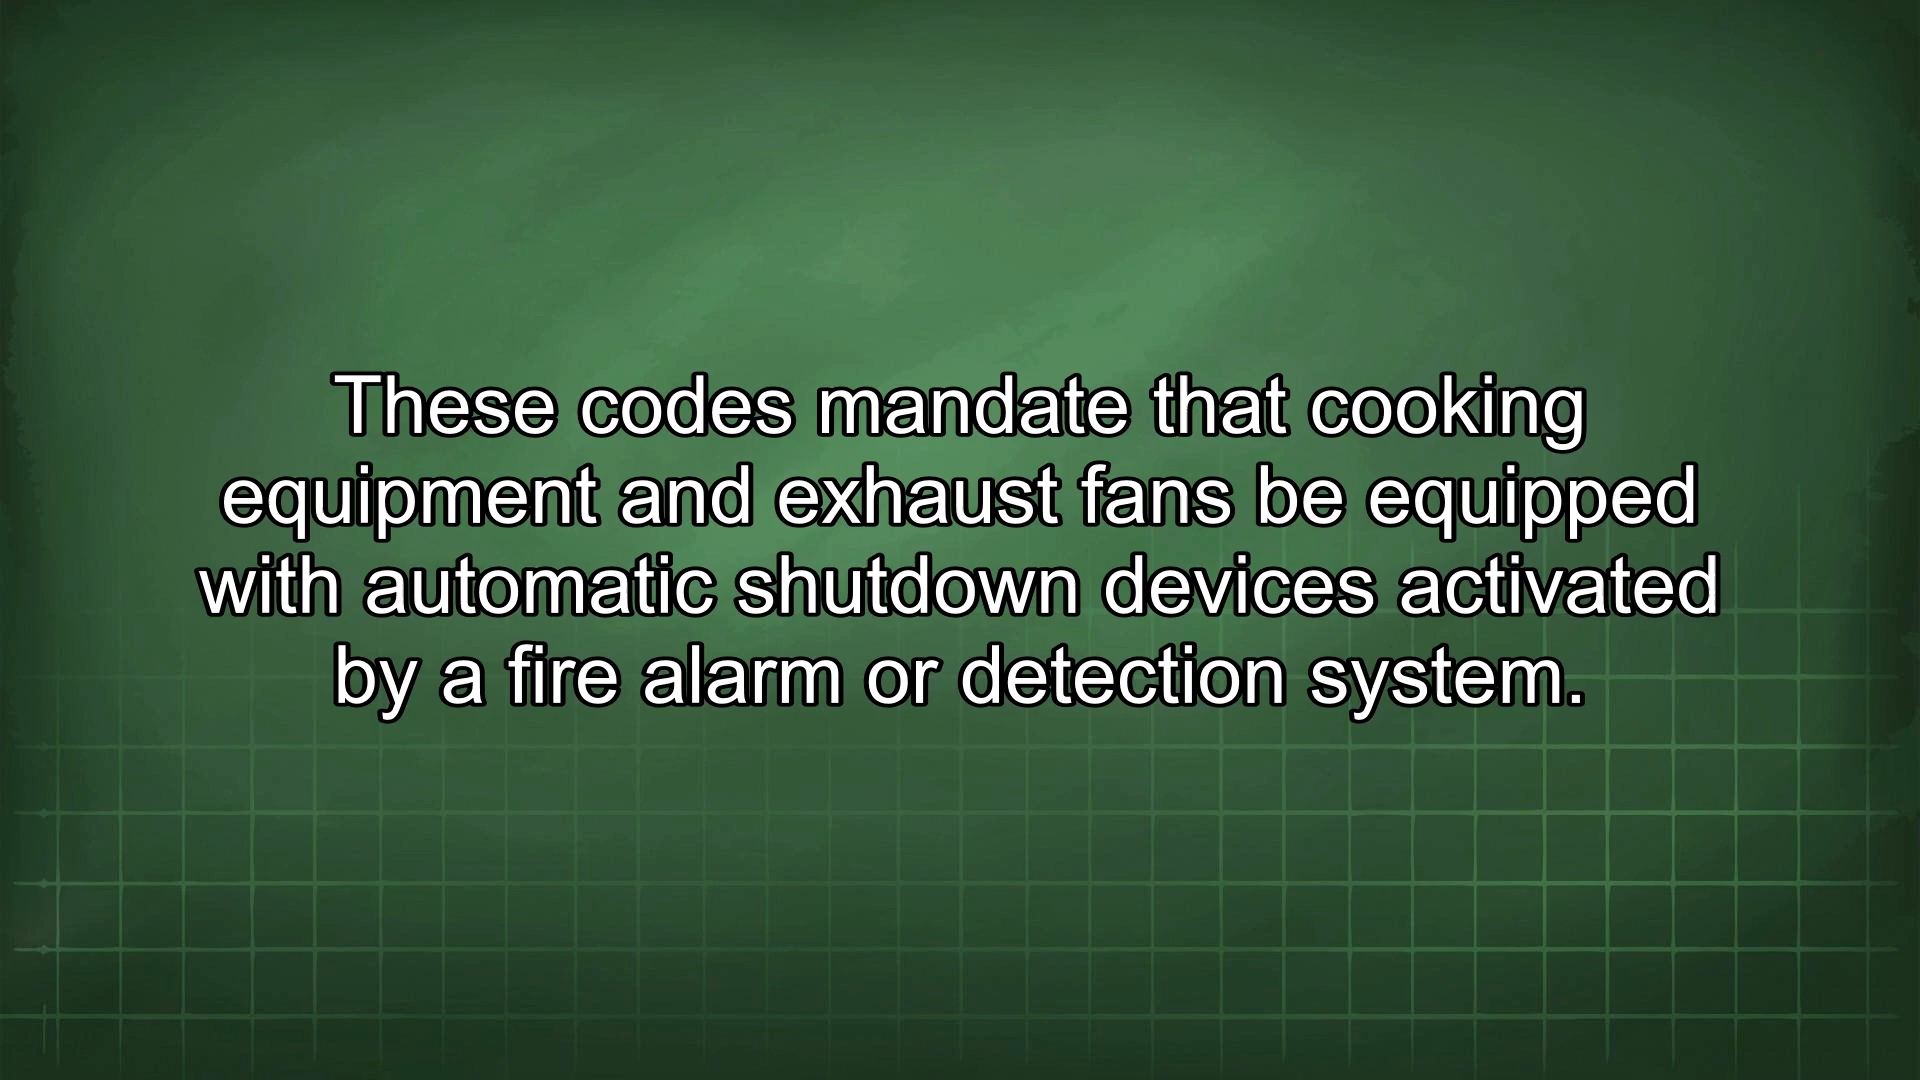 These codes mandate that cooking
equipment and exhaust fans be equipped
with automatic shutdown devices activated
by a fire alarm or detection system.